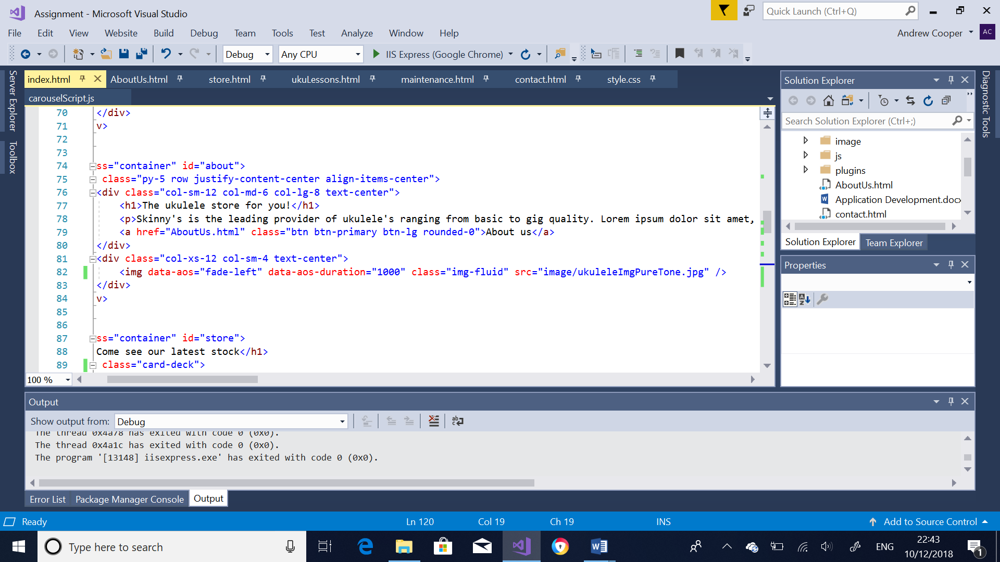 Assignment - Microsoft Visual Studio
Quick Launch (Ctrl+Q)
File Edit View Website Build Debug Team Tools Test Analyze Window Help
Andrew Cooper AC
Debug Any CPU IIS Express (Google Chrome)
Server Explorer
Toolbox
index.html AboutUs.html store.html ukuLessons.html maintenance.html contact.html style.css
carouselScript.js
70 </div>
71 v>
72
73
74 ss="container" id="about">
75 class="py-5 row justify-content-center align-items-center">
76 <div class="col-sm-12 col-md-6 col-lg-8 text-center">
77 <h1>The ukulele store for you!</h1>
78 <p>Skinny's is the leading provider of ukulele's ranging from basic to gig quality. Lorem ipsum dolor sit amet,
79 <a href="AboutUs.html" class="btn btn-primary btn-lg rounded-0">About us</a>
80 </div>
81 <div class="col-xs-12 col-sm-4 text-center">
82 <img data-aos="fade-left" data-aos-duration="1000" class="img-fluid" src="image/ukuleleImgPureTone.jpg" />
83 </div>
84 v>
85
86
87 ss="container" id="store">
88 Come see our latest stock</h1>
89 class="card-deck">
100 %
Solution Explorer
Search Solution Explorer (Ctrl+;)
image
js
plugins
AboutUs.html
Application Development.docx
contact.html
Solution Explorer Team Explorer
Properties
Diagnostic Tools
Output
Show output from: Debug
The thread 0x4a78 has exited with code 0 (0x0).
The thread 0x4a1c has exited with code 0 (0x0).
The program '[13148] iisexpress.exe' has exited with code 0 (0x0).
Error List Package Manager Console Output
Ready Ln 120 Col 19 Ch 19 INS Add to Source Control
Type here to search
ENG
22:43
10/12/2018
1